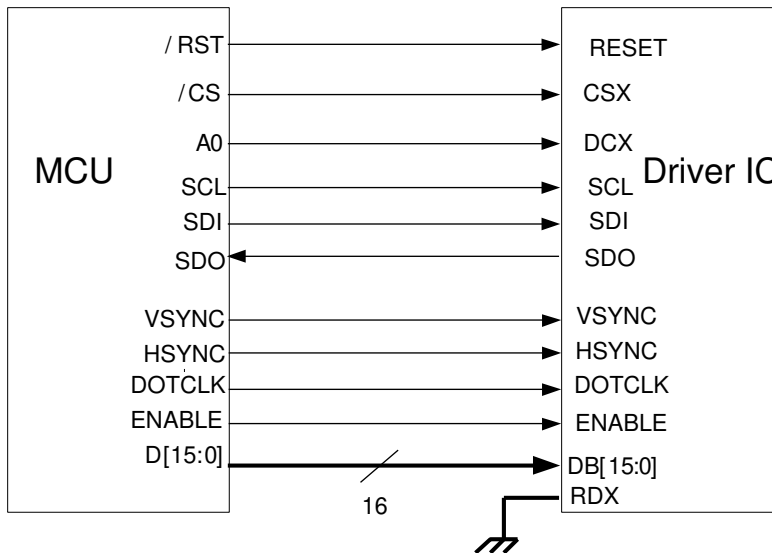 /RST RESET
/CS CSX
A0 DCX
MCU Driver IC
SCL SCL
SDI SDI
SDO SDO
VSYNC VSYNC
HSYNC HSYNC
DOTCLK DOTCLK
ENABLE ENABLE
D[15:0] DB[15:0]
16 RDX